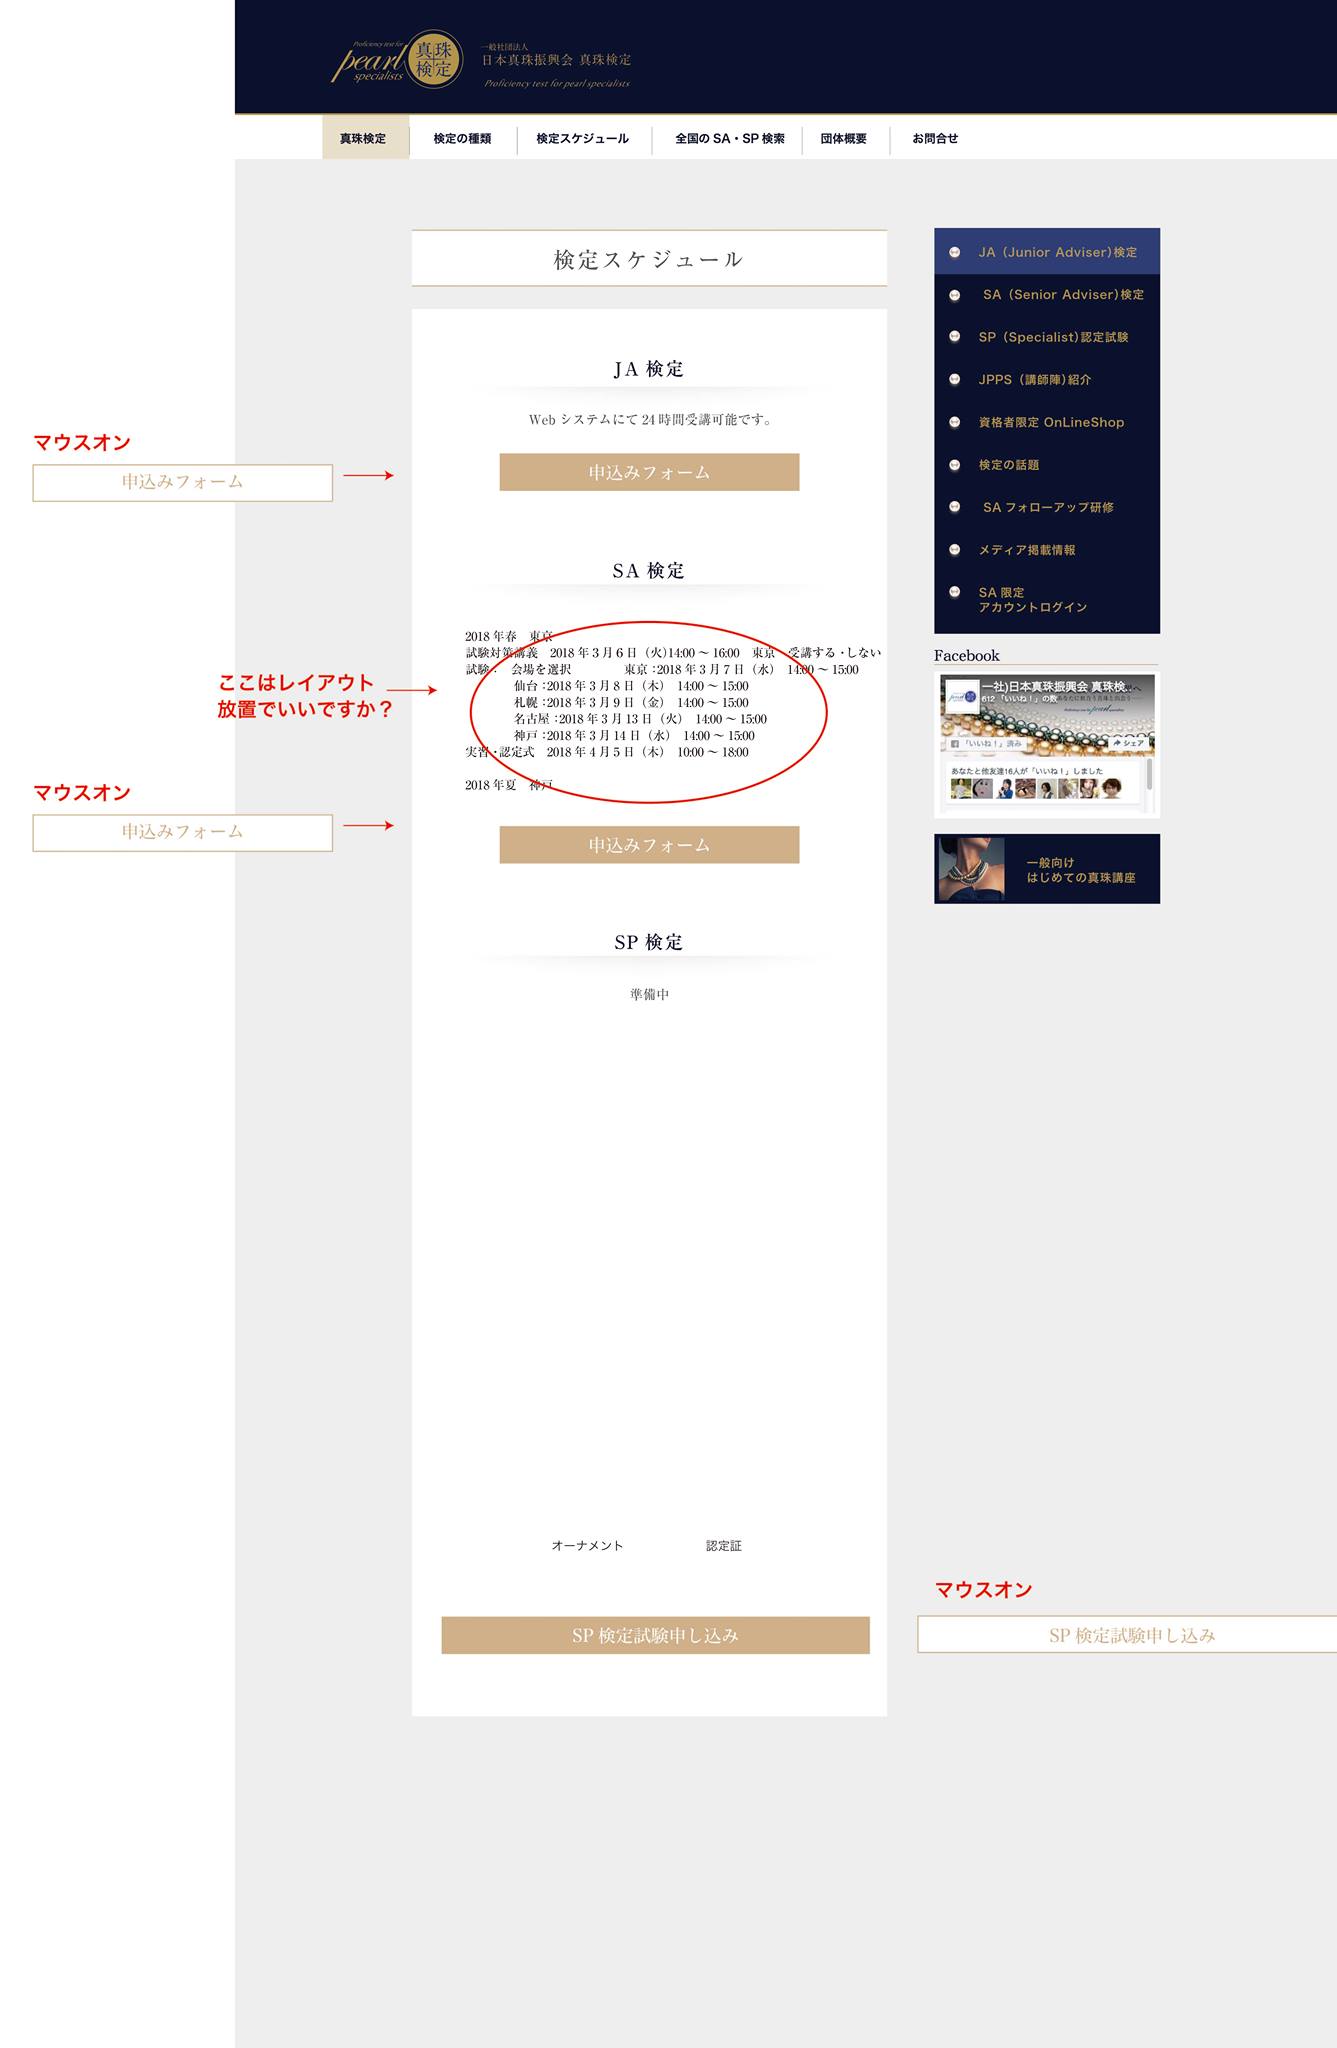 Proficiency test for
pearl
specialists
真珠
検定
一般社団法人
日本真珠振興会 真珠検定
Proficiency test for pearl specialists
真珠検定
検定の種類
検定スケジュール
全国の SA・SP 検索
団体概要
お問合せ
検定スケジュール
JA 検定
Web システムにて 24 時間受講可能です。
マウスオン
申込みフォーム
申込みフォーム
SA 検定
2018 年春　東京
試験対策講義　2018 年 3 月 6 日（火）14:00 〜 16:00　東京　受講する・しない
試験：　会場を選択　　　　東京：2018 年 3 月 7 日（水）　14:00 〜 15:00
仙台：2018 年 3 月 8 日（木）　14:00 〜 15:00
札幌：2018 年 3 月 9 日（金）　14:00 〜 15:00
名古屋：2018 年 3 月 13 日（火）　14:00 〜 15:00
神戸：2018 年 3 月 14 日（水）　14:00 〜 15:00
実習・認定式　2018 年 4 月 5 日（木）　10:00 〜 18:00
2018 年夏　神戸
ここはレイアウト
放置でいいですか？
マウスオン
申込みフォーム
申込みフォーム
SP 検定
準備中
オーナメント
認定証
SP 検定試験申し込み
マウスオン
SP 検定試験申し込み
JA（Junior Adviser)検定
SA（Senior Adviser)検定
SP（Specialist)認定試験
JPPS（講師陣)紹介
資格者限定 OnLineShop
検定の話題
SA フォローアップ研修
メディア掲載情報
SA 限定
アカウントログイン
Facebook
一社)日本真珠振興会 真珠検...
612 「いいね！」の数
「いいね！」済み
シェア
あなたと他友達16人が「いいね！」しました
一般向け
はじめての真珠講座